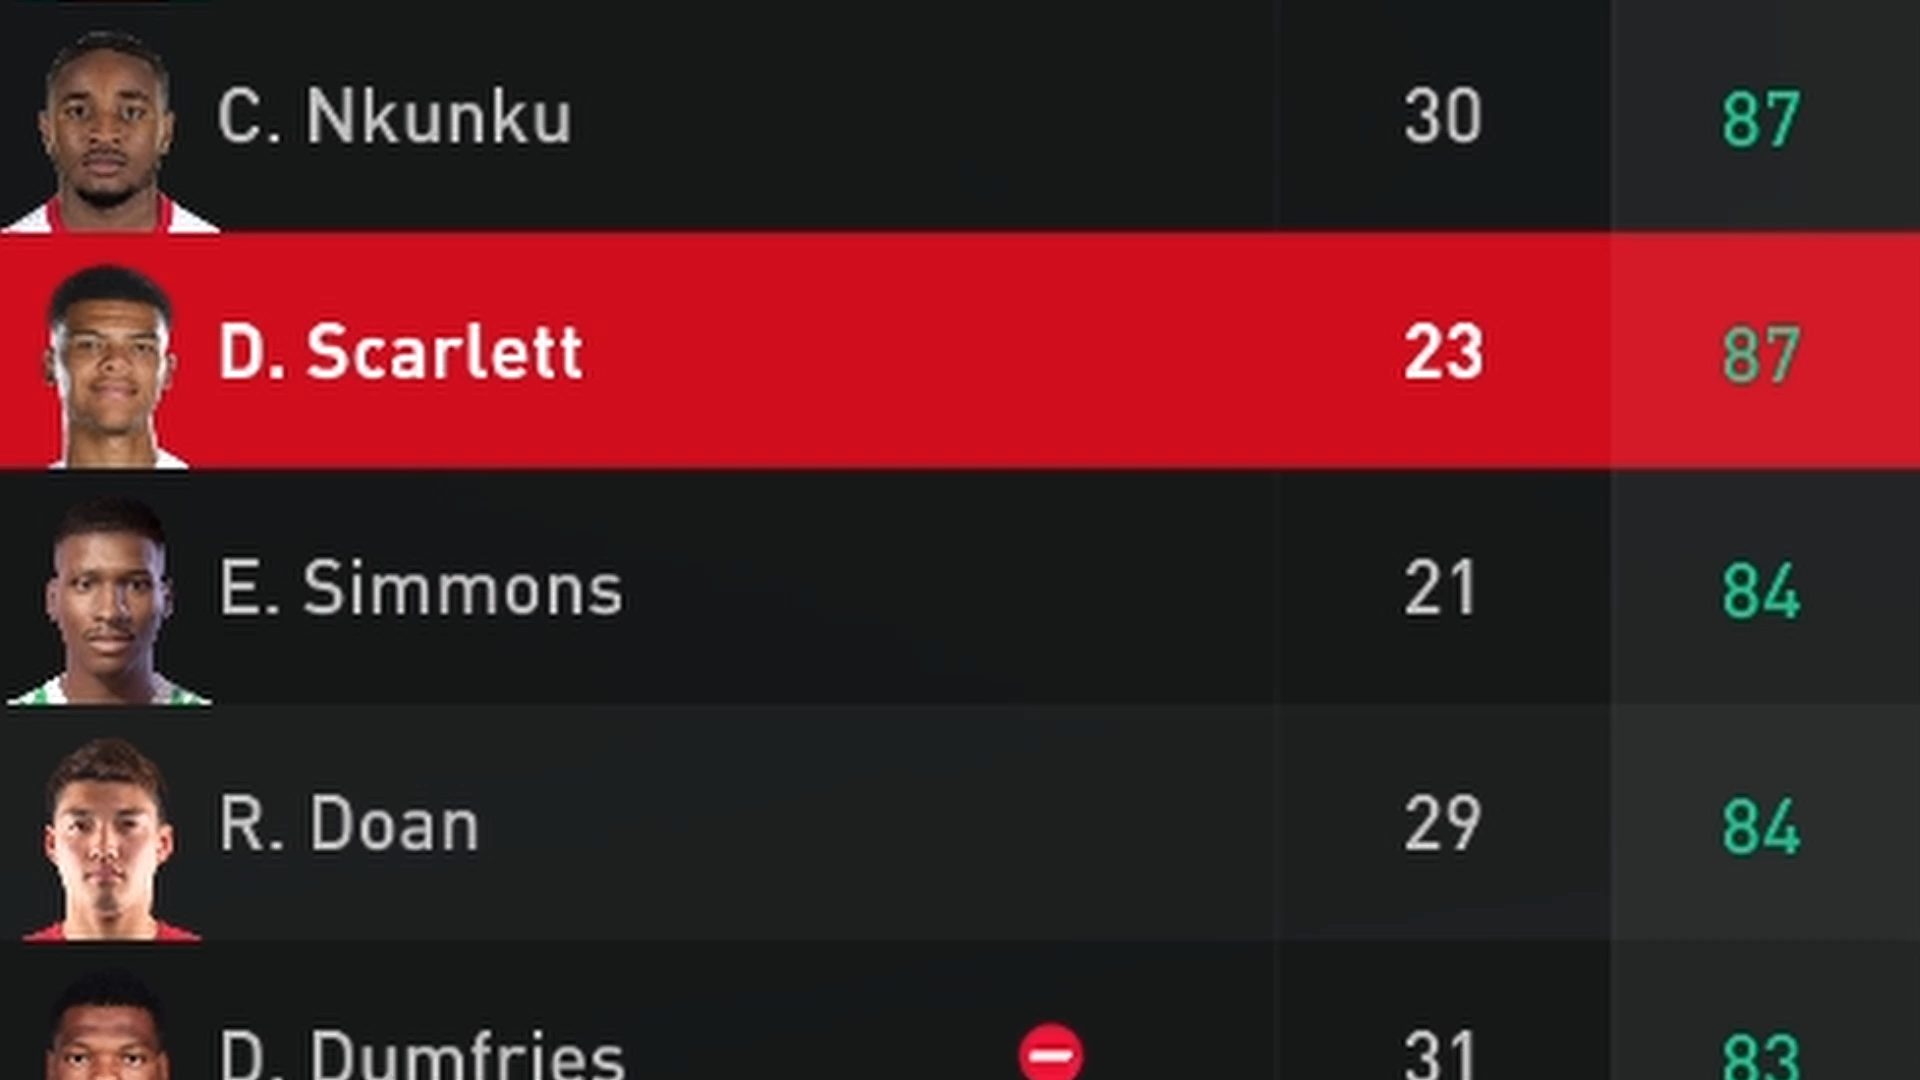 C. Nkunku 30 87
D. Scarlett 23 87
E. Simmons 21 84
R. Doan 29 84
D. Dumfries 31 83